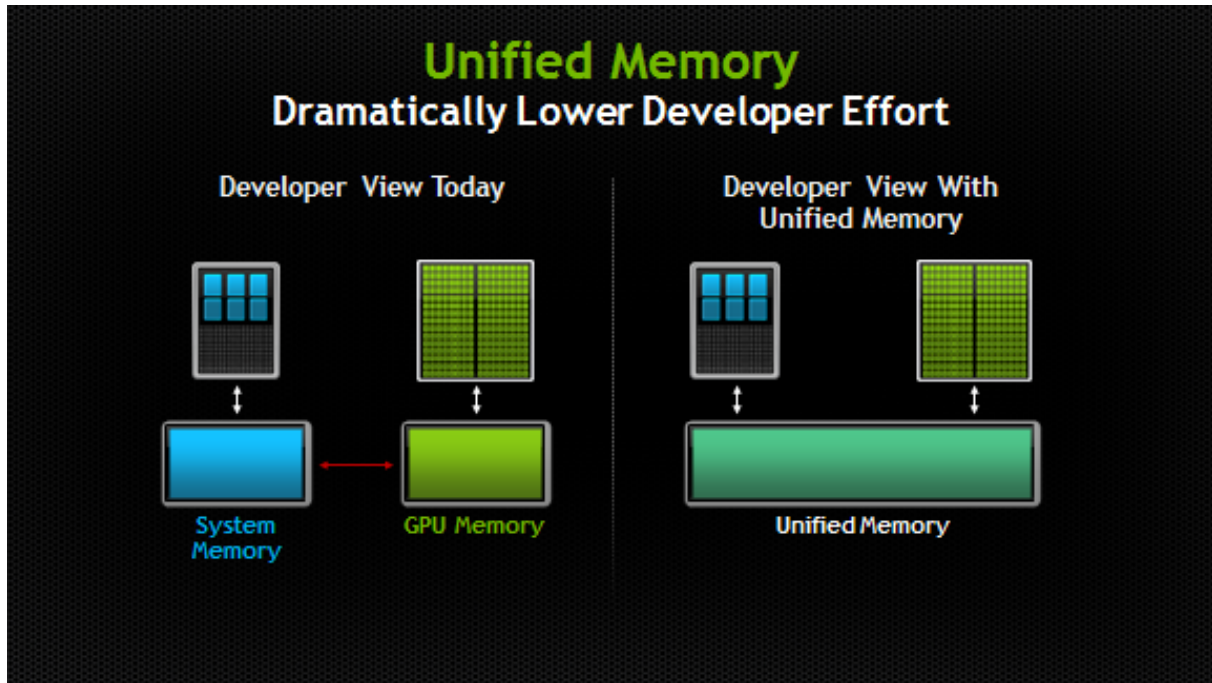 Unified Memory
Dramatically Lower Developer Effort
Developer View Today
Developer View With
Unified Memory
System
Memory
GPU Memory
Unified Memory